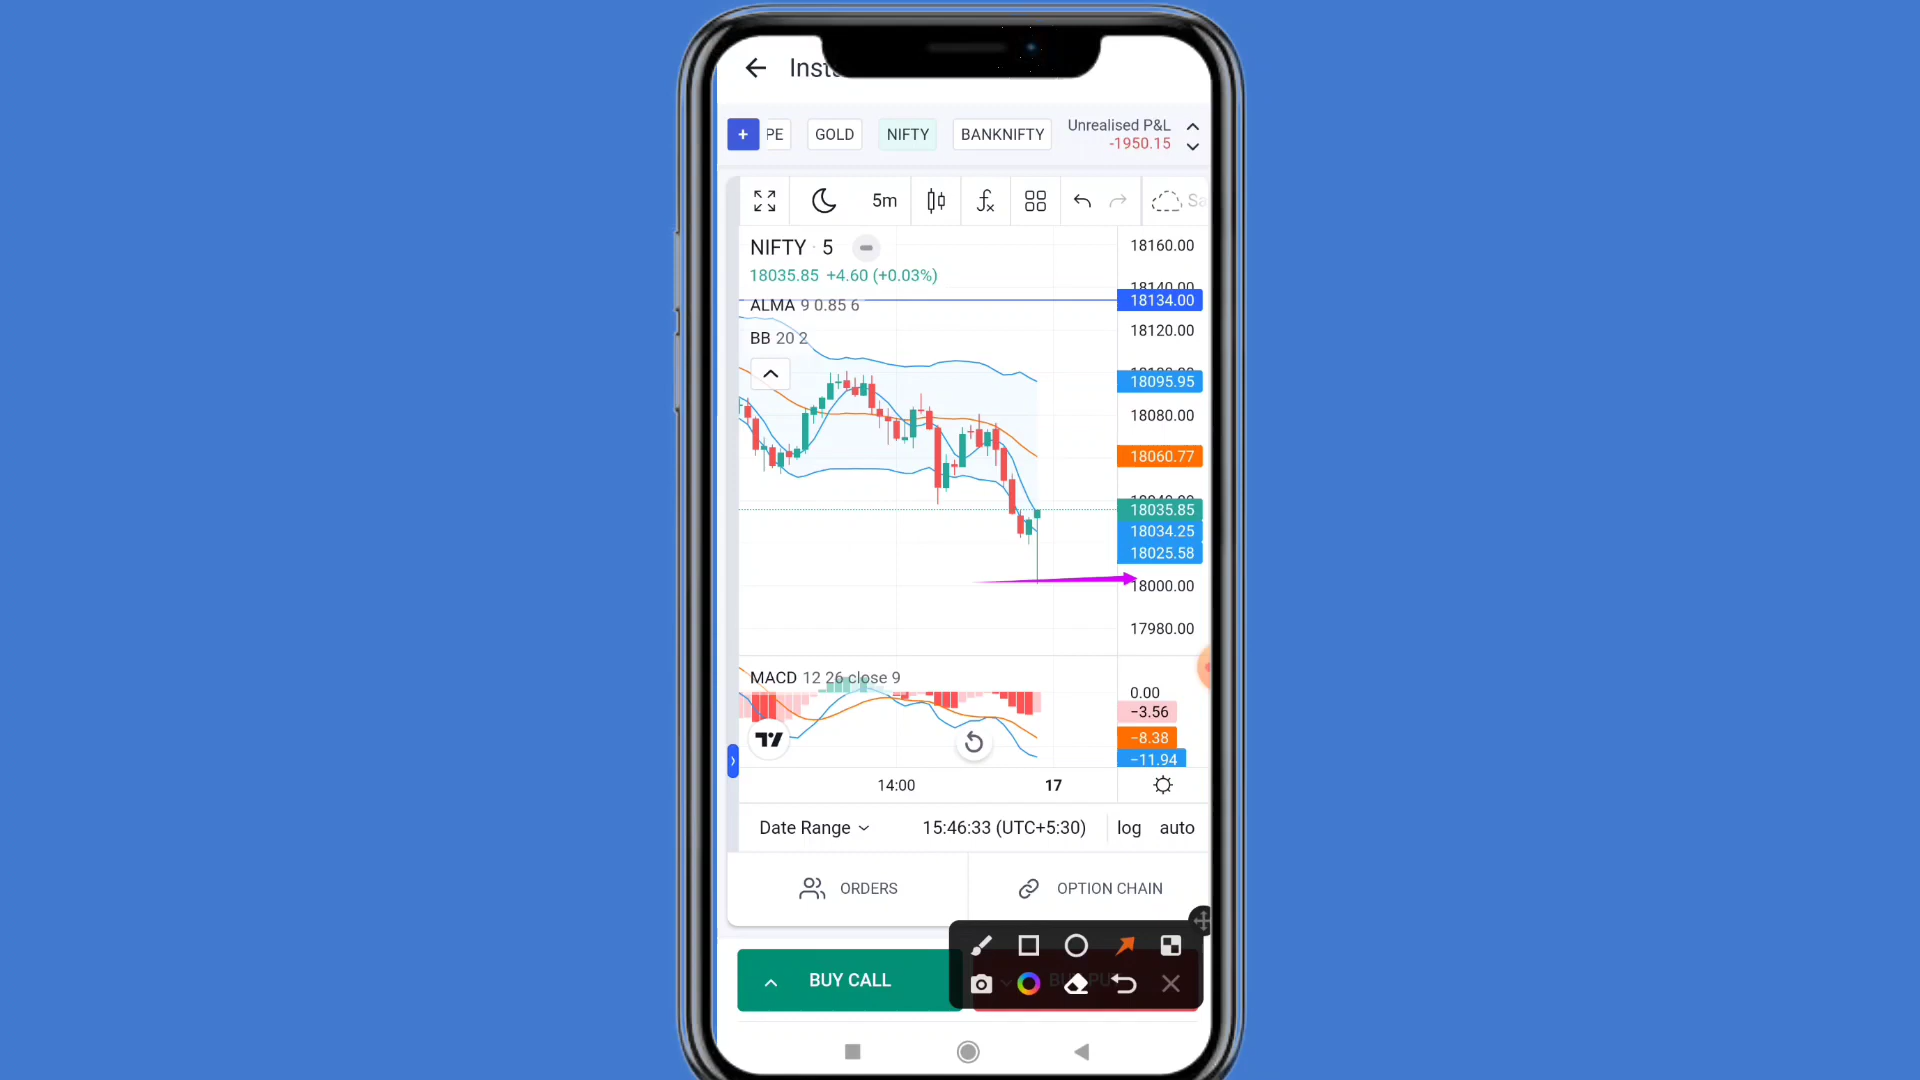 PE GOLD NIFTY BANKNIFTY Unrealised P&L
-1950.15
5m
NIFTY · 5
18035.85 +4.60 (+0.03%)
ALMA 9 0.85 6
BB 20 2
18160.00
18134.00
18120.00
18095.95
18080.00
18060.77
18035.85
18034.25
18025.58
18000.00
17980.00
MACD 12 26 close 9
0.00
−3.56
−8.38
−11.94
14:00 17
Date Range 15:46:33 (UTC+5:30) log auto
ORDERS OPTION CHAIN
BUY CALL